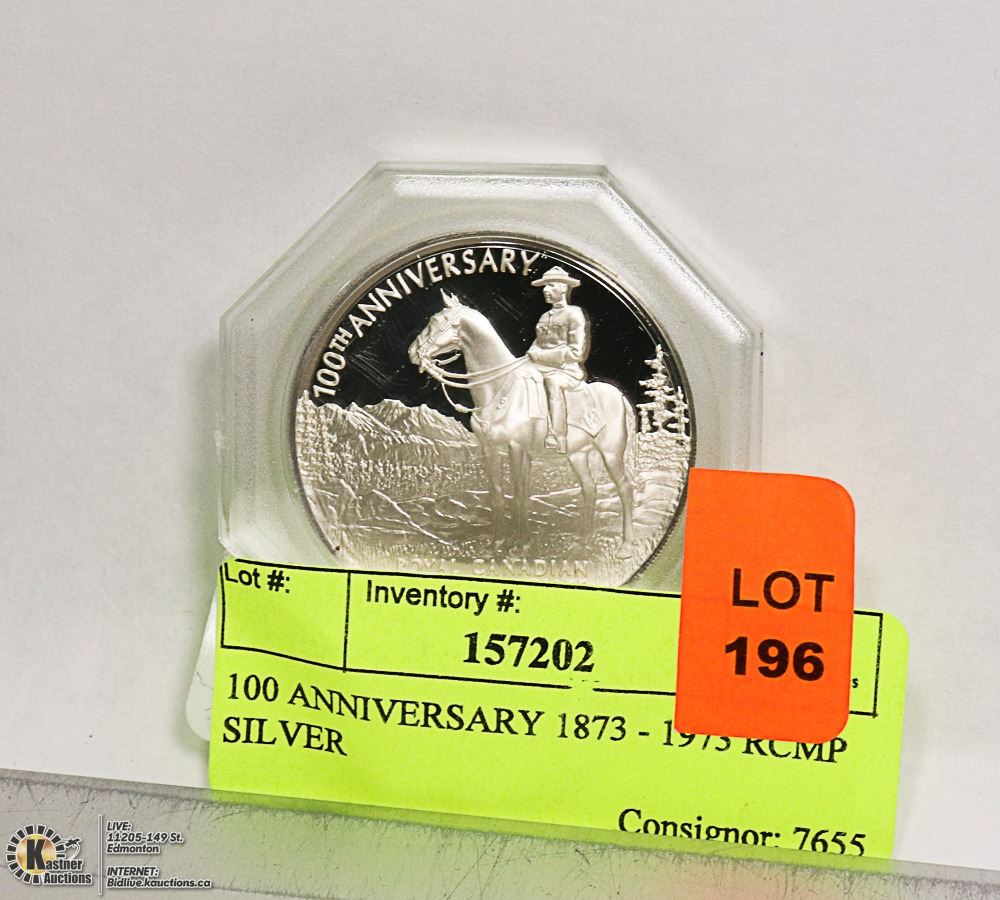 100TH ANNIVERSARY
ROYAL CANADIAN
Lot #:
Inventory #:
157202
LOT
196
100 ANNIVERSARY 1873 - 1973 RCMP
SILVER
Consignor: 7655
Kastner
Auctions
LIVE:
11205-149 St.
Edmonton
INTERNET:
Bidlive.kauctions.ca